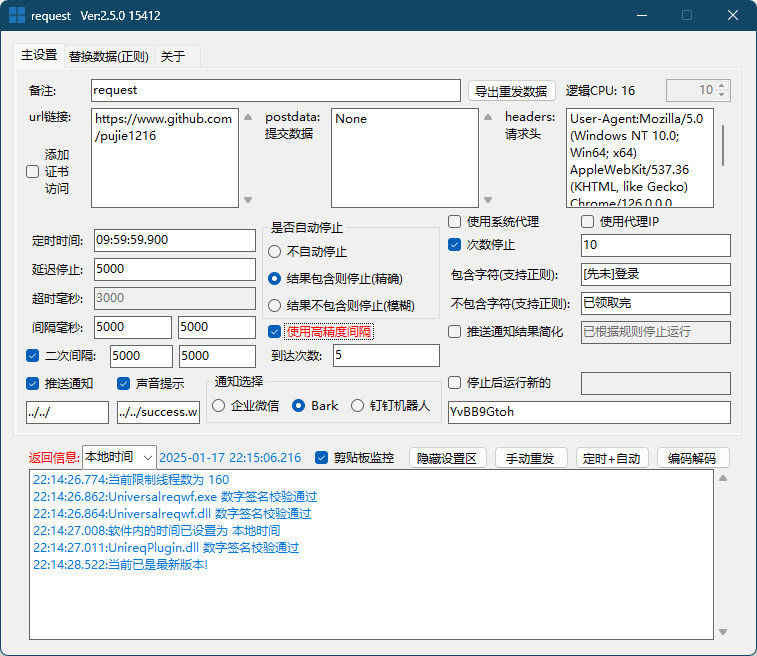 request Ver:2.5.0 15412
主设置 替换数据(正则) 关于
备注: request 导出重发数据 逻辑CPU: 16 10
url链接: https://www.github.com/pujie1216
添加证书访问
postdata: 提交数据 None
headers: 请求头 User-Agent:Mozilla/5.0
(Windows NT 10.0;
Win64; x64)
AppleWebKit/537.36
(KHTML, like Gecko)
Chrome/126.0.0.0
定时时间: 09:59:59.900
延迟停止: 5000
超时毫秒: 3000
间隔毫秒: 5000 5000
二次间隔: 5000 5000
推送通知 声音提示
../../ ../../success.w
是否自动停止
不自动停止
结果包含则停止(精确)
结果不包含则停止(模糊)
使用高精度间隔
到达次数: 5
通知选择
企业微信 Bark 钉钉机器人
使用系统代理 使用代理IP
次数停止 10
包含字符(支持正则): [先未]登录
不包含字符(支持正则): 已领取完
推送通知结果简化 已根据规则停止运行
停止后运行新的
YvBB9Gtoh
返回信息: 本地时间 2025-01-17 22:15:06.216 剪贴板监控 隐藏设置区 手动重发 定时+自动 编码解码
22:14:26.774:当前限制线程数为 160
22:14:26.862:Universalreqwf.exe 数字签名校验通过
22:14:26.864:Universalreqwf.dll 数字签名校验通过
22:14:27.008:软件内的时间已设置为 本地时间
22:14:27.011:UnireqPlugin.dll 数字签名校验通过
22:14:28.522:当前已是最新版本!